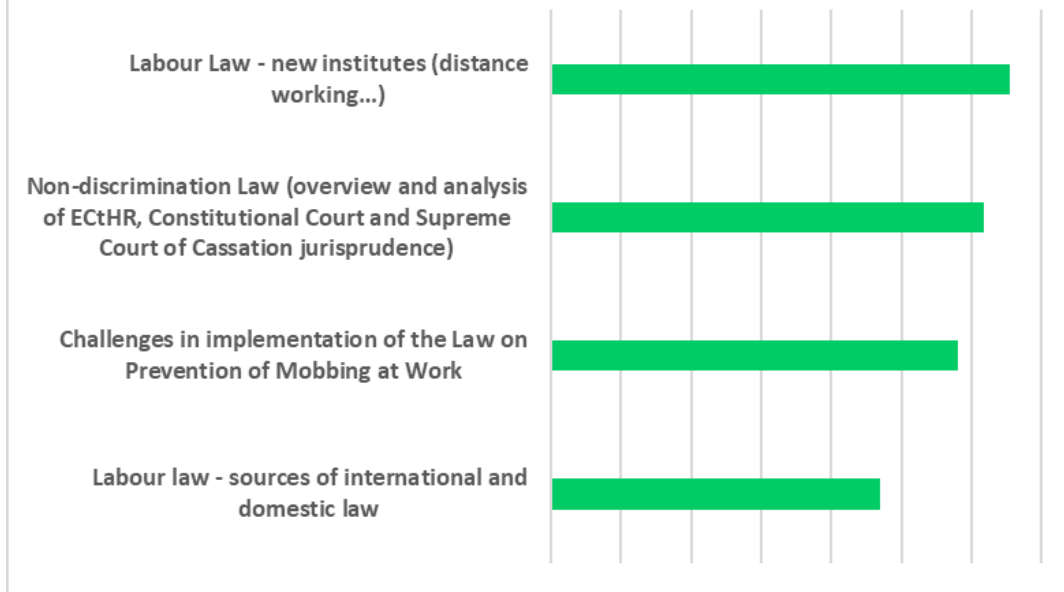 Labour Law - new institutes (distance
working...)
Non-discrimination Law (overview and analysis
of ECtHR, Constitutional Court and Supreme
Court of Cassation jurisprudence)
Challenges in implementation of the Law on
Prevention of Mobbing at Work
Labour law - sources of international and
domestic law